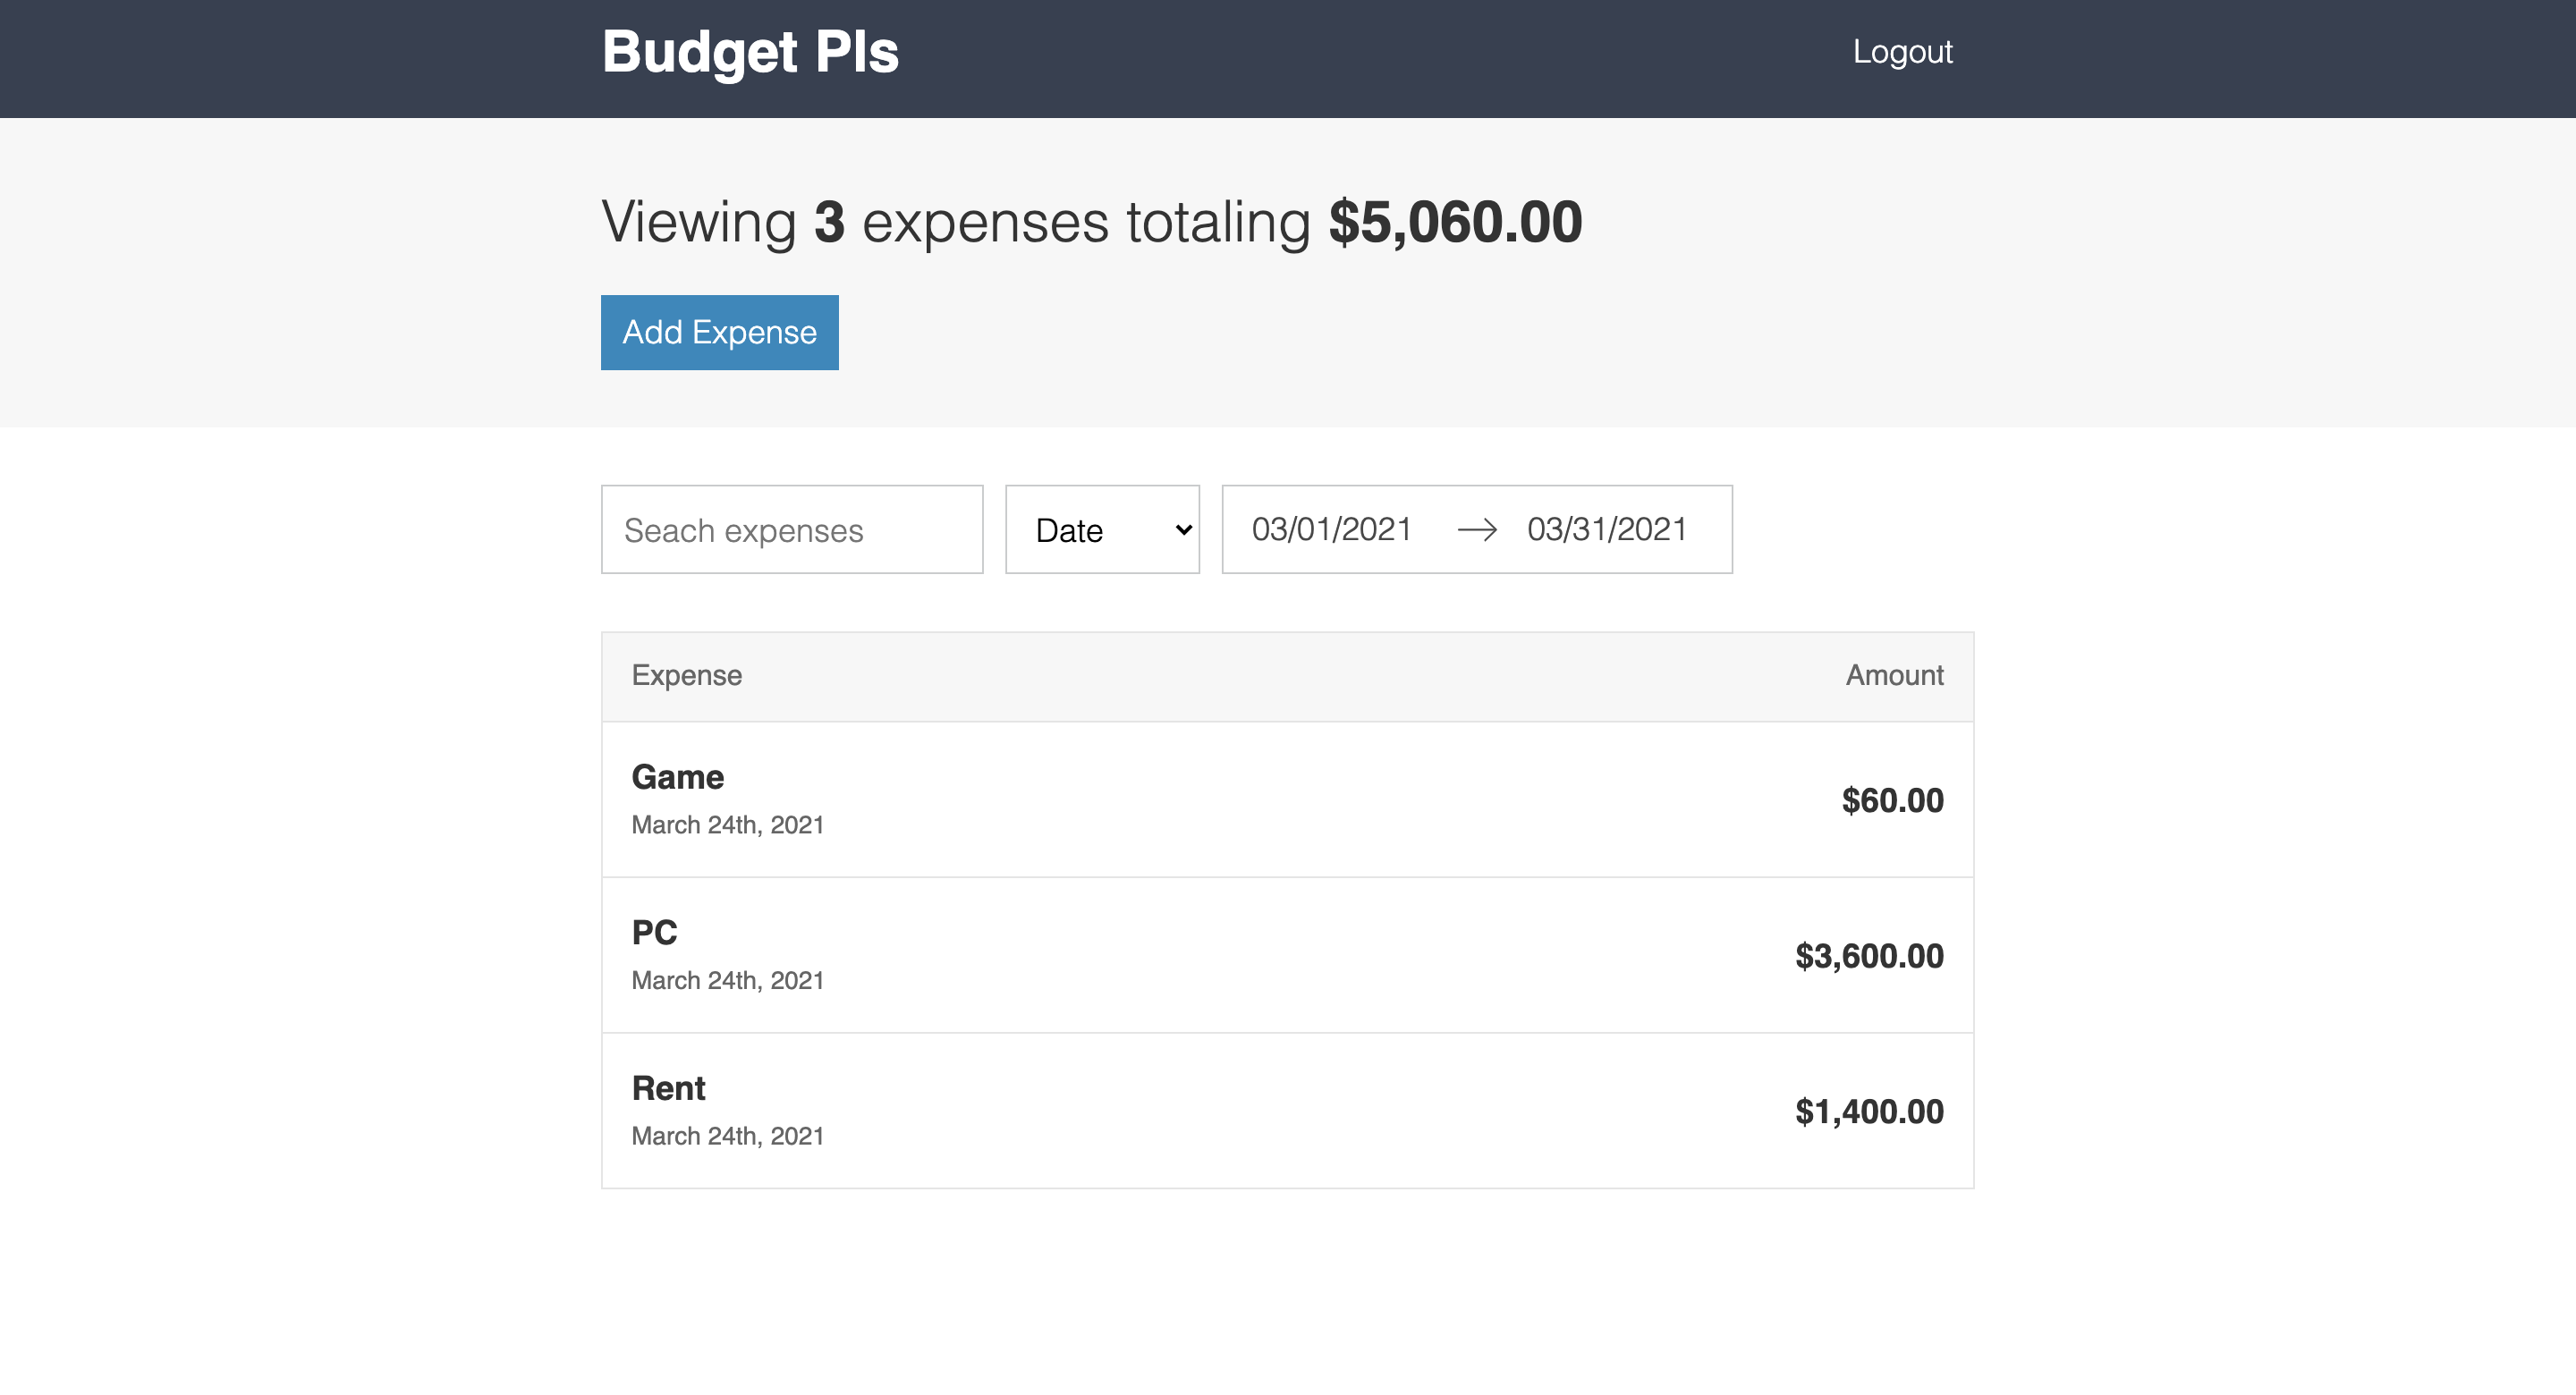 Budget Pls
Logout
Viewing 3 expenses totaling $5,060.00
Add Expense
Seach expenses
Date
03/01/2021
03/31/2021
Expense
Amount
Game
March 24th, 2021
$60.00
PC
March 24th, 2021
$3,600.00
Rent
March 24th, 2021
$1,400.00